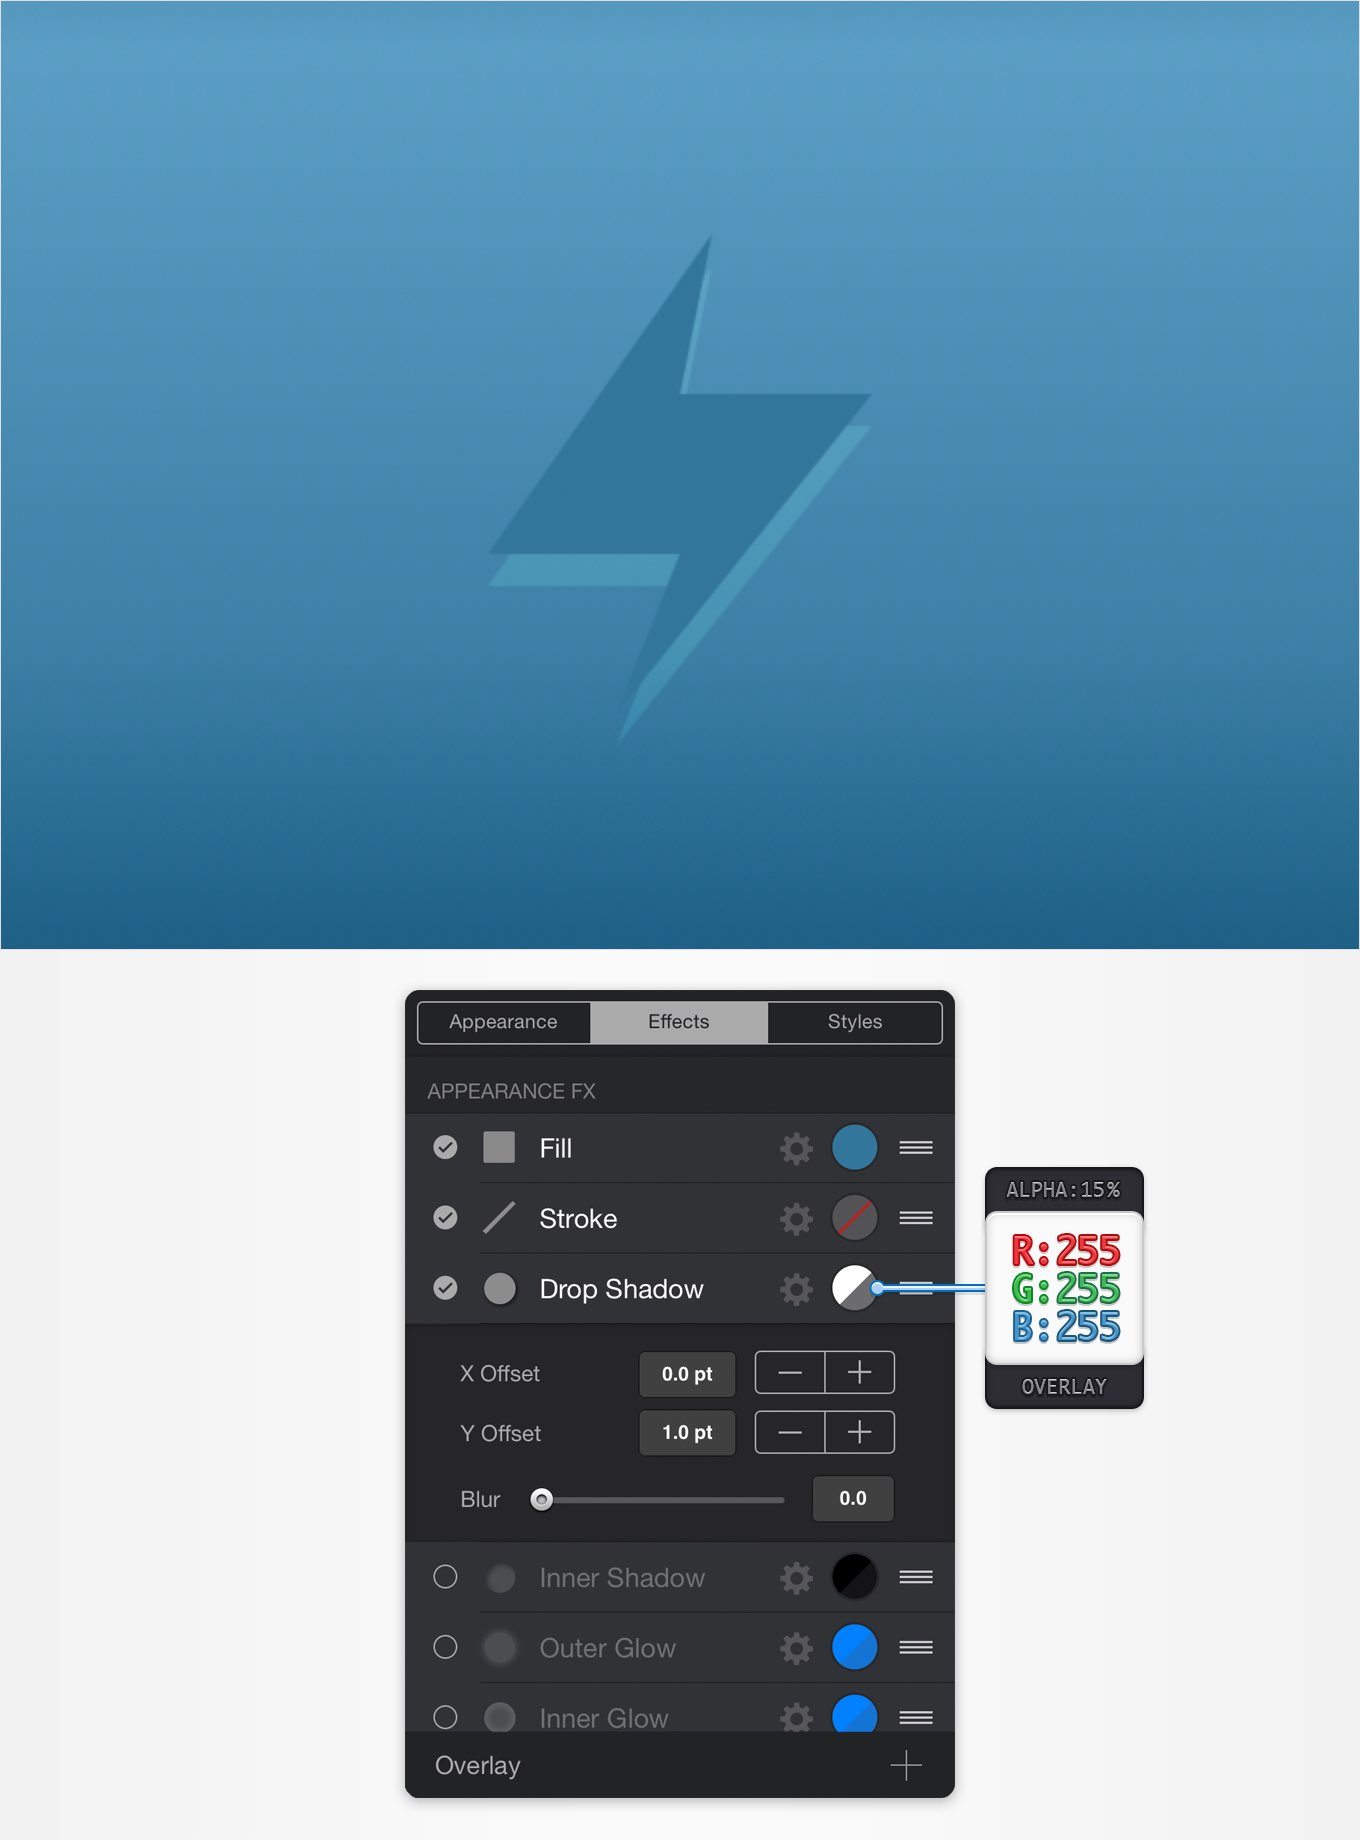 Appearance
Effects
Styles
APPEARANCE FX
Fill
Stroke
Drop Shadow
X Offset
0.0 pt
Y Offset
1.0 pt
Blur
0.0
Inner Shadow
Outer Glow
Inner Glow
Overlay
ALPHA:15%
R:255
G:255
B:255
OVERLAY